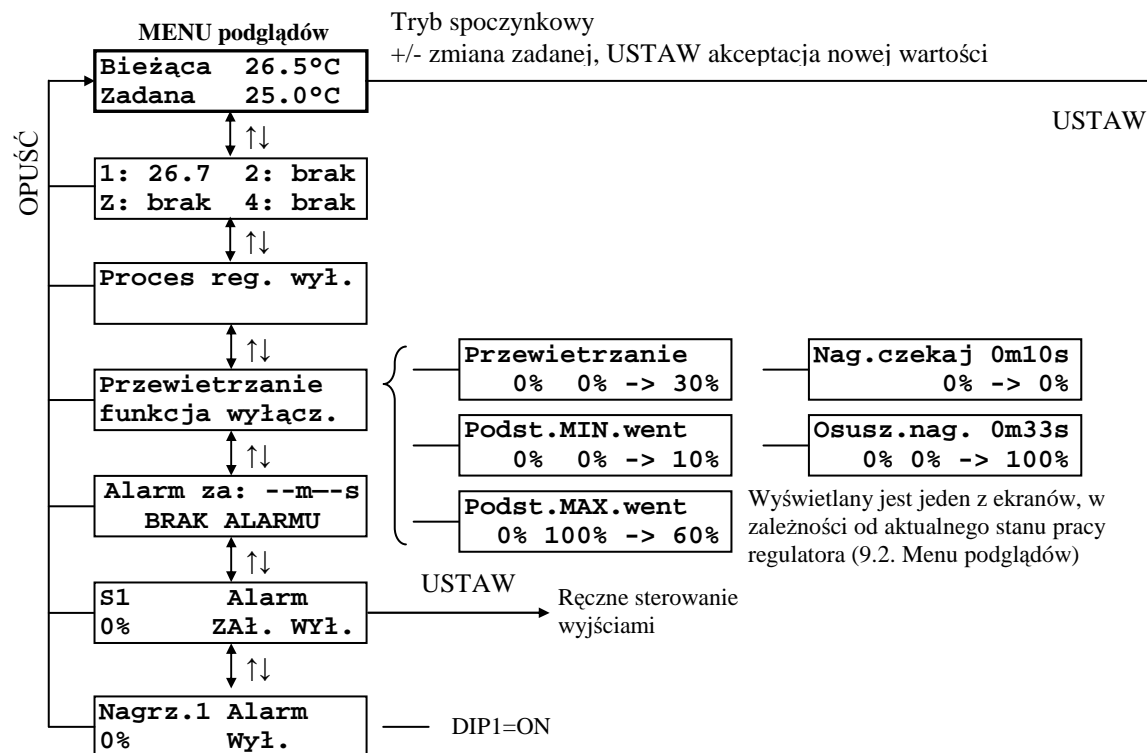 MENU podglądów
Tryb spoczynkowy
+/- zmiana zadanej, USTAW akceptacja nowej wartości
Bieżąca 26.5°C
Zadana 25.0°C
USTAW
OPUŚĆ
↑↓
1: 26.7 2: brak
Z: brak 4: brak
↑↓
Proces reg. wył.
↑↓
Przewietrzanie
funkcja wyłącz.
Przewietrzanie
0% 0% -> 30%
Nag.czekaj 0m10s
0% -> 0%
↑↓
Podst.MIN.went
0% 0% -> 10%
Osusz.nag. 0m33s
0% 0% -> 100%
Alarm za: --m--s
BRAK ALARMU
Podst.MAX.went
0% 100% -> 60%
Wyświetlany jest jeden z ekranów, w
zależności od aktualnego stanu pracy
regulatora (9.2. Menu podglądów)
↑↓
S1 Alarm
0% ZAł. WYł.
USTAW
Ręczne sterowanie
wyjściami
↑↓
Nagrz.1 Alarm
0% Wył.
DIP1=ON